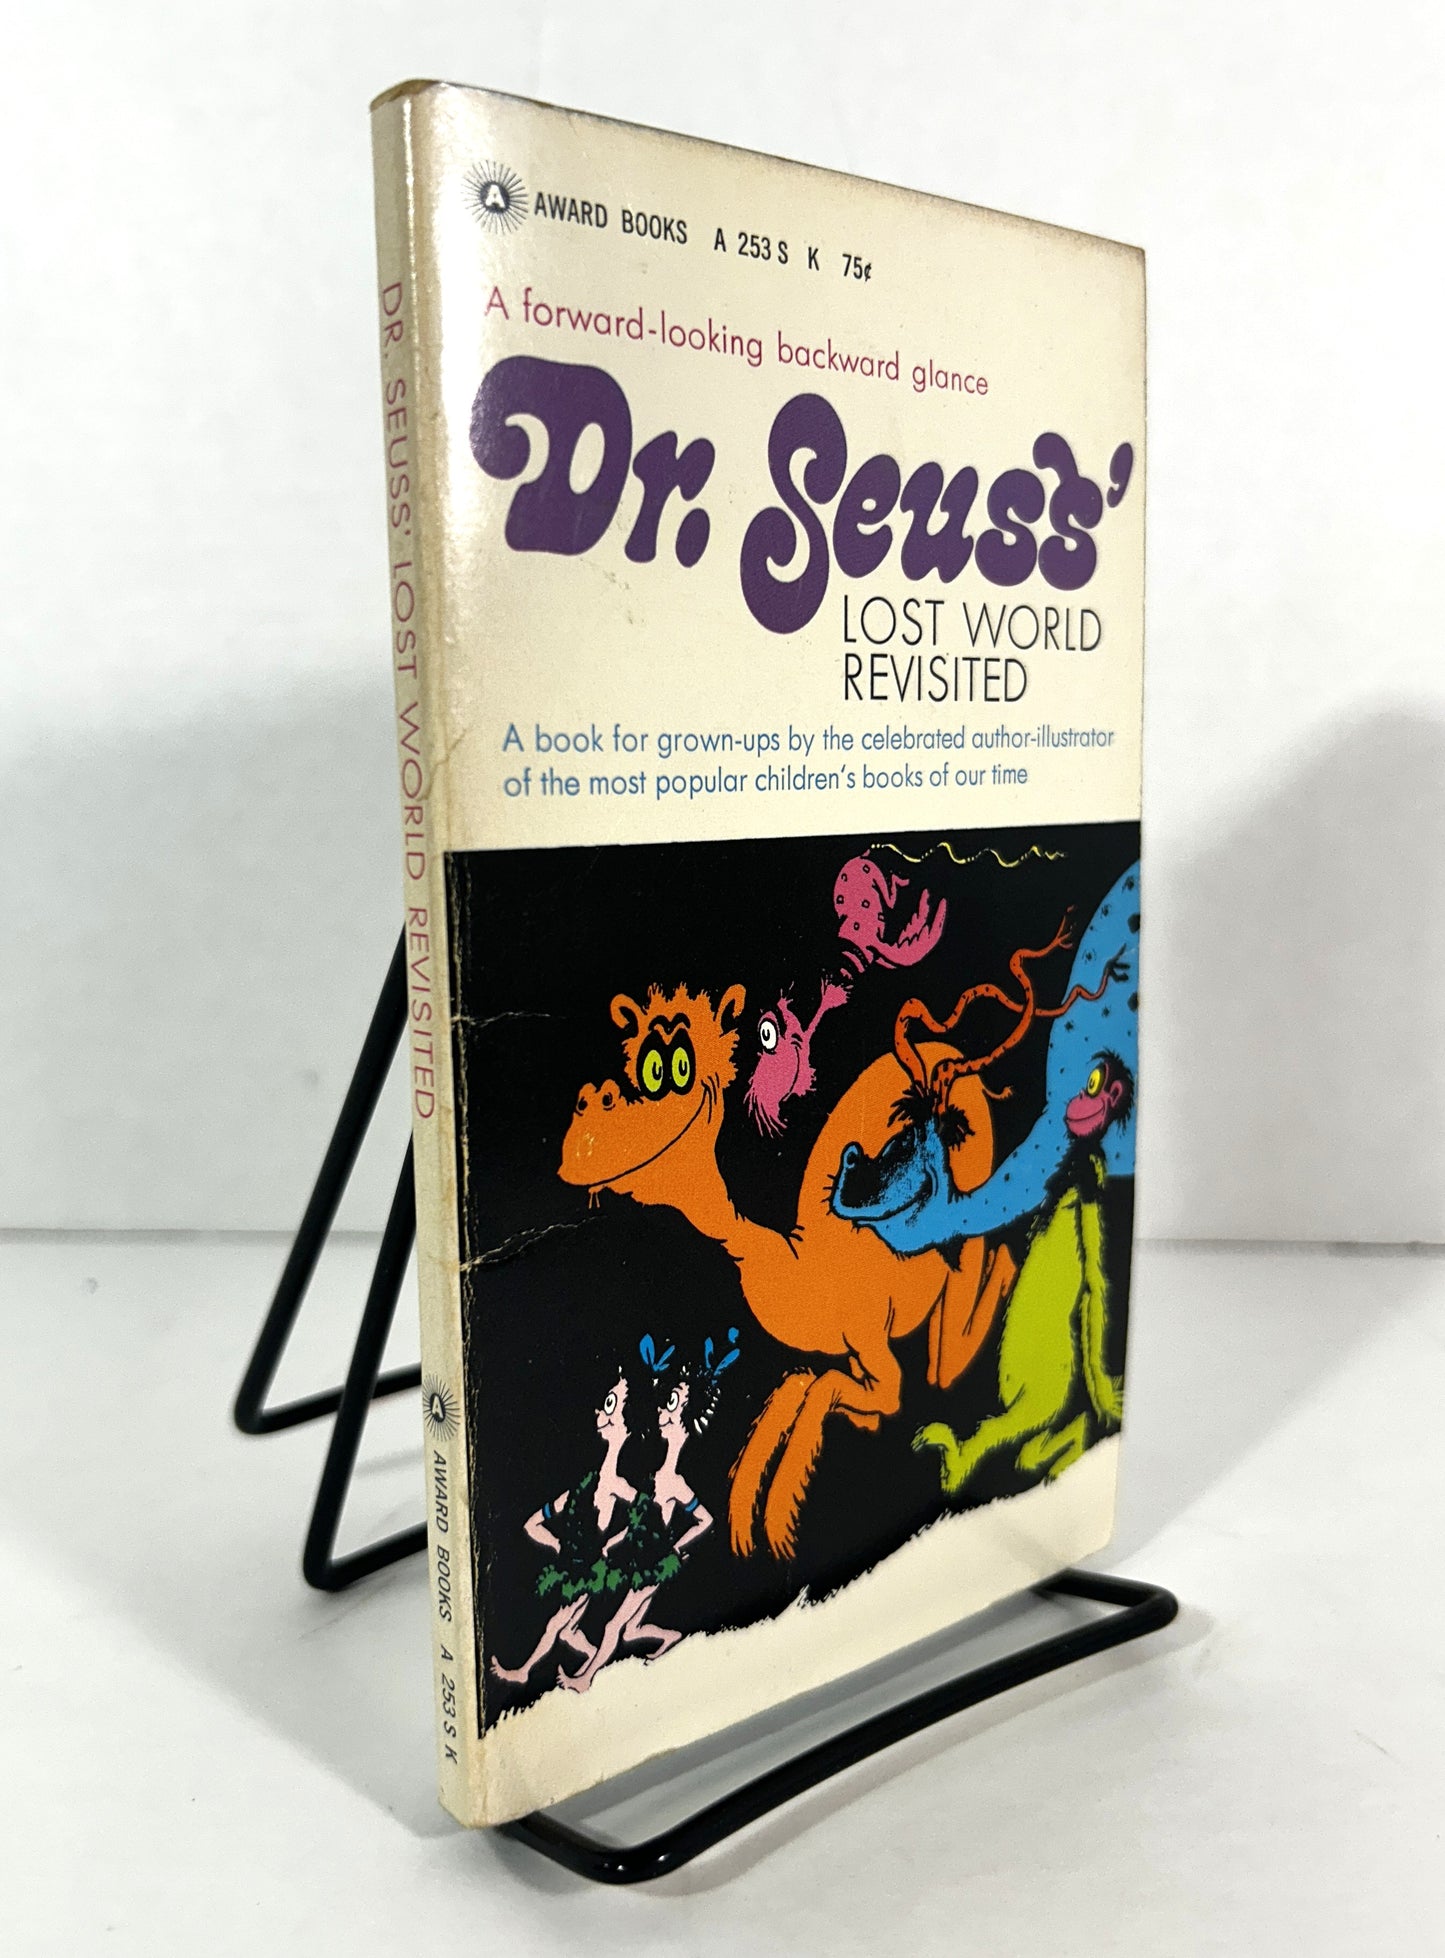 A AWARD BOOKS A 253 S K 75¢
A forward-looking backward glance
Dr. Seuss'
LOST WORLD
REVISITED
A book for grown-ups by the celebrated author-illustrator
of the most popular children's books of our time
DR. SEUSS' LOST WORLD REVISITED
A AWARD BOOKS A 253 S K